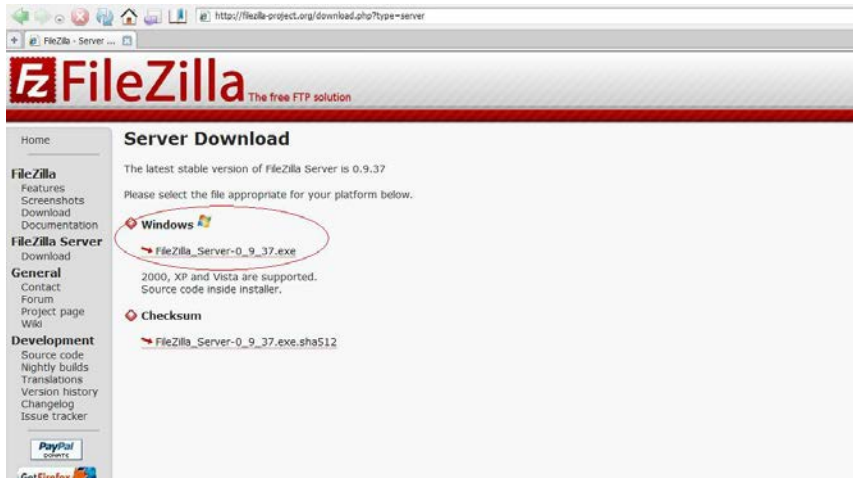 http://filezilla-project.org/download.php?type=server
FileZilla - Server ...
FileZilla The free FTP solution
Home
FileZilla
Features
Screenshots
Download
Documentation
FileZilla Server
Download
General
Contact
Forum
Project page
Wiki
Development
Source code
Nightly builds
Translations
Version history
Changelog
Issue tracker
PayPal
DONATE
GetFirefox
Server Download
The latest stable version of FileZilla Server is 0.9.37
Please select the file appropriate for your platform below.
Windows
FileZilla_Server-0_9_37.exe
2000, XP and Vista are supported.
Source code inside installer.
Checksum
FileZilla_Server-0_9_37.exe.sha512